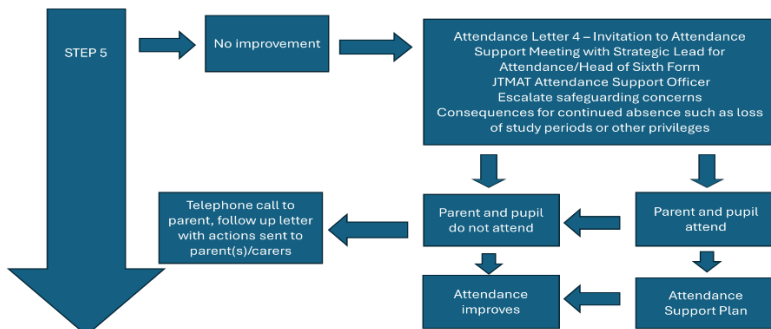 STEP 5
No improvement
Attendance Letter 4 – Invitation to Attendance
Support Meeting with Strategic Lead for
Attendance/Head of Sixth Form
JTMAT Attendance Support Officer
Escalate safeguarding concerns
Consequences for continued absence such as loss
of study periods or other privileges
Telephone call to
parent, follow up letter
with actions sent to
parent(s)/carers
Parent and pupil
do not attend
Parent and pupil
attend
Attendance
improves
Attendance
Support Plan